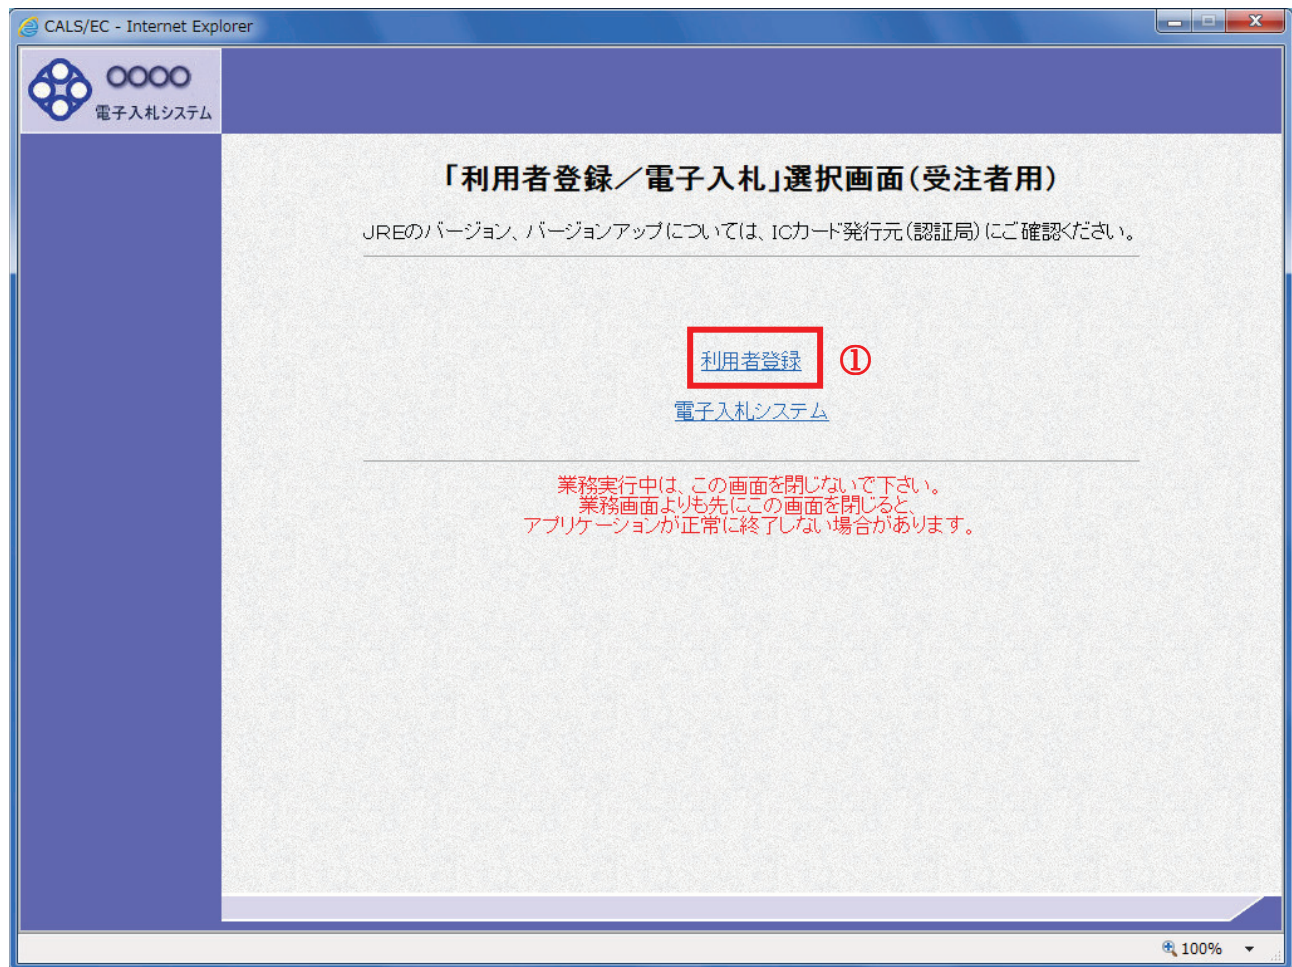 CALS/EC - Internet Explorer
○○○○
電子入札システム
「利用者登録／電子入札」選択画面(受注者用)
JREのバージョン、バージョンアップについては、ICカード発行元(認証局)にご確認ください。
利用者登録 ①
電子入札システム
業務実行中は、この画面を閉じないで下さい。
業務画面よりも先にこの画面を閉じると、
アプリケーションが正常に終了しない場合があります。
100%